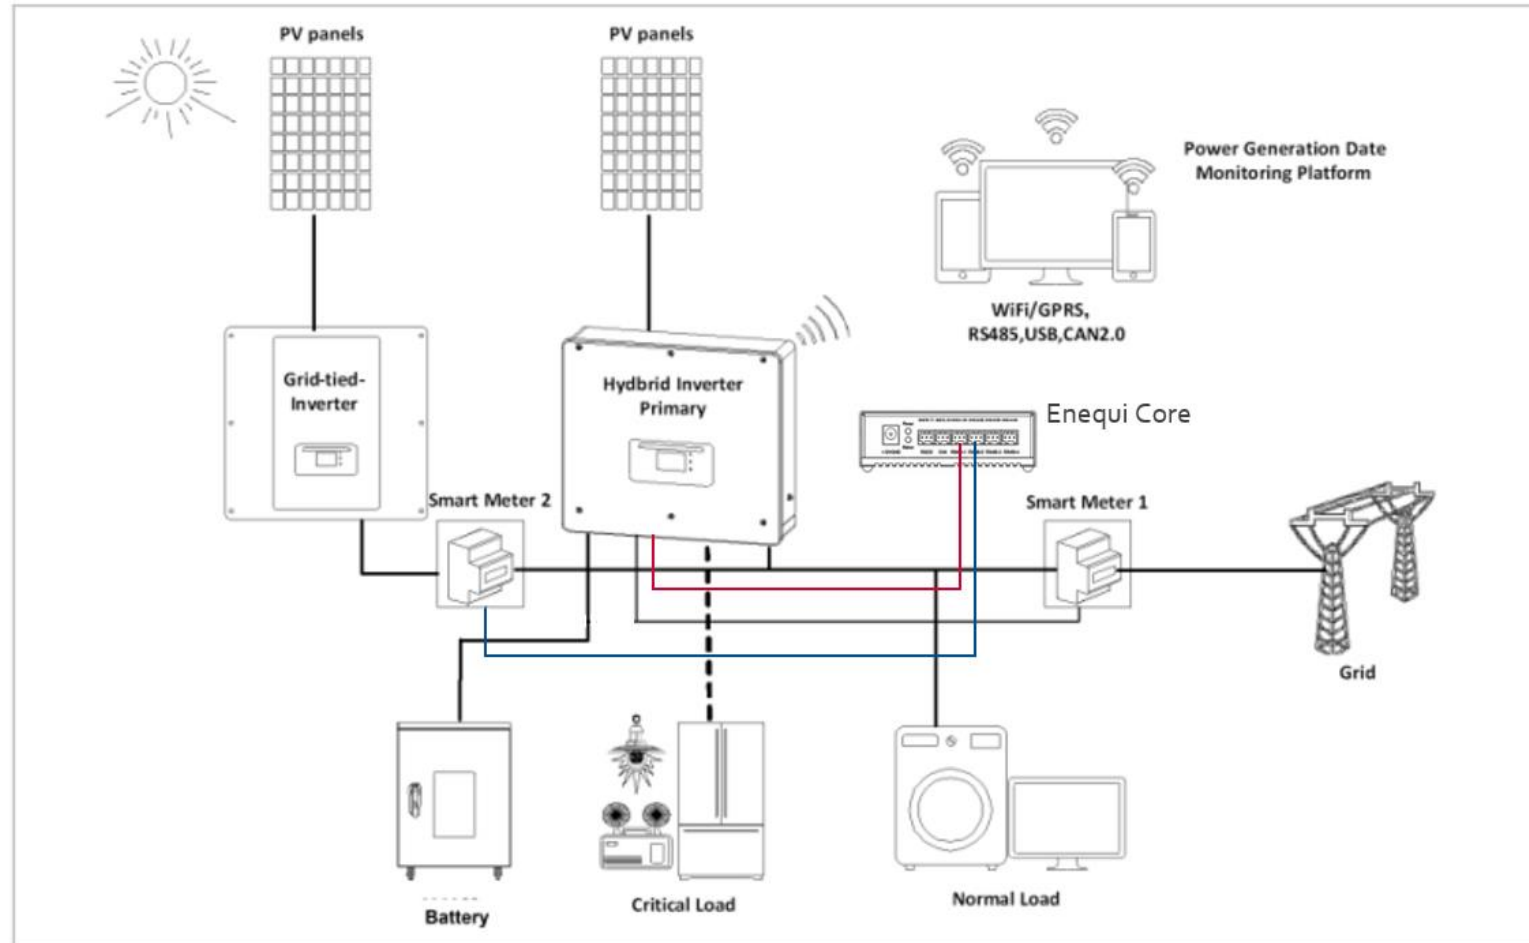 PV panels
PV panels
Power Generation Date
Monitoring Platform
WiFi/GPRS,
RS485,USB,CAN2.0
Grid-tied-
Inverter
Hydbrid Inverter
Primary
Enequi Core
Smart Meter 2
Smart Meter 1
Grid
Battery
Critical Load
Normal Load